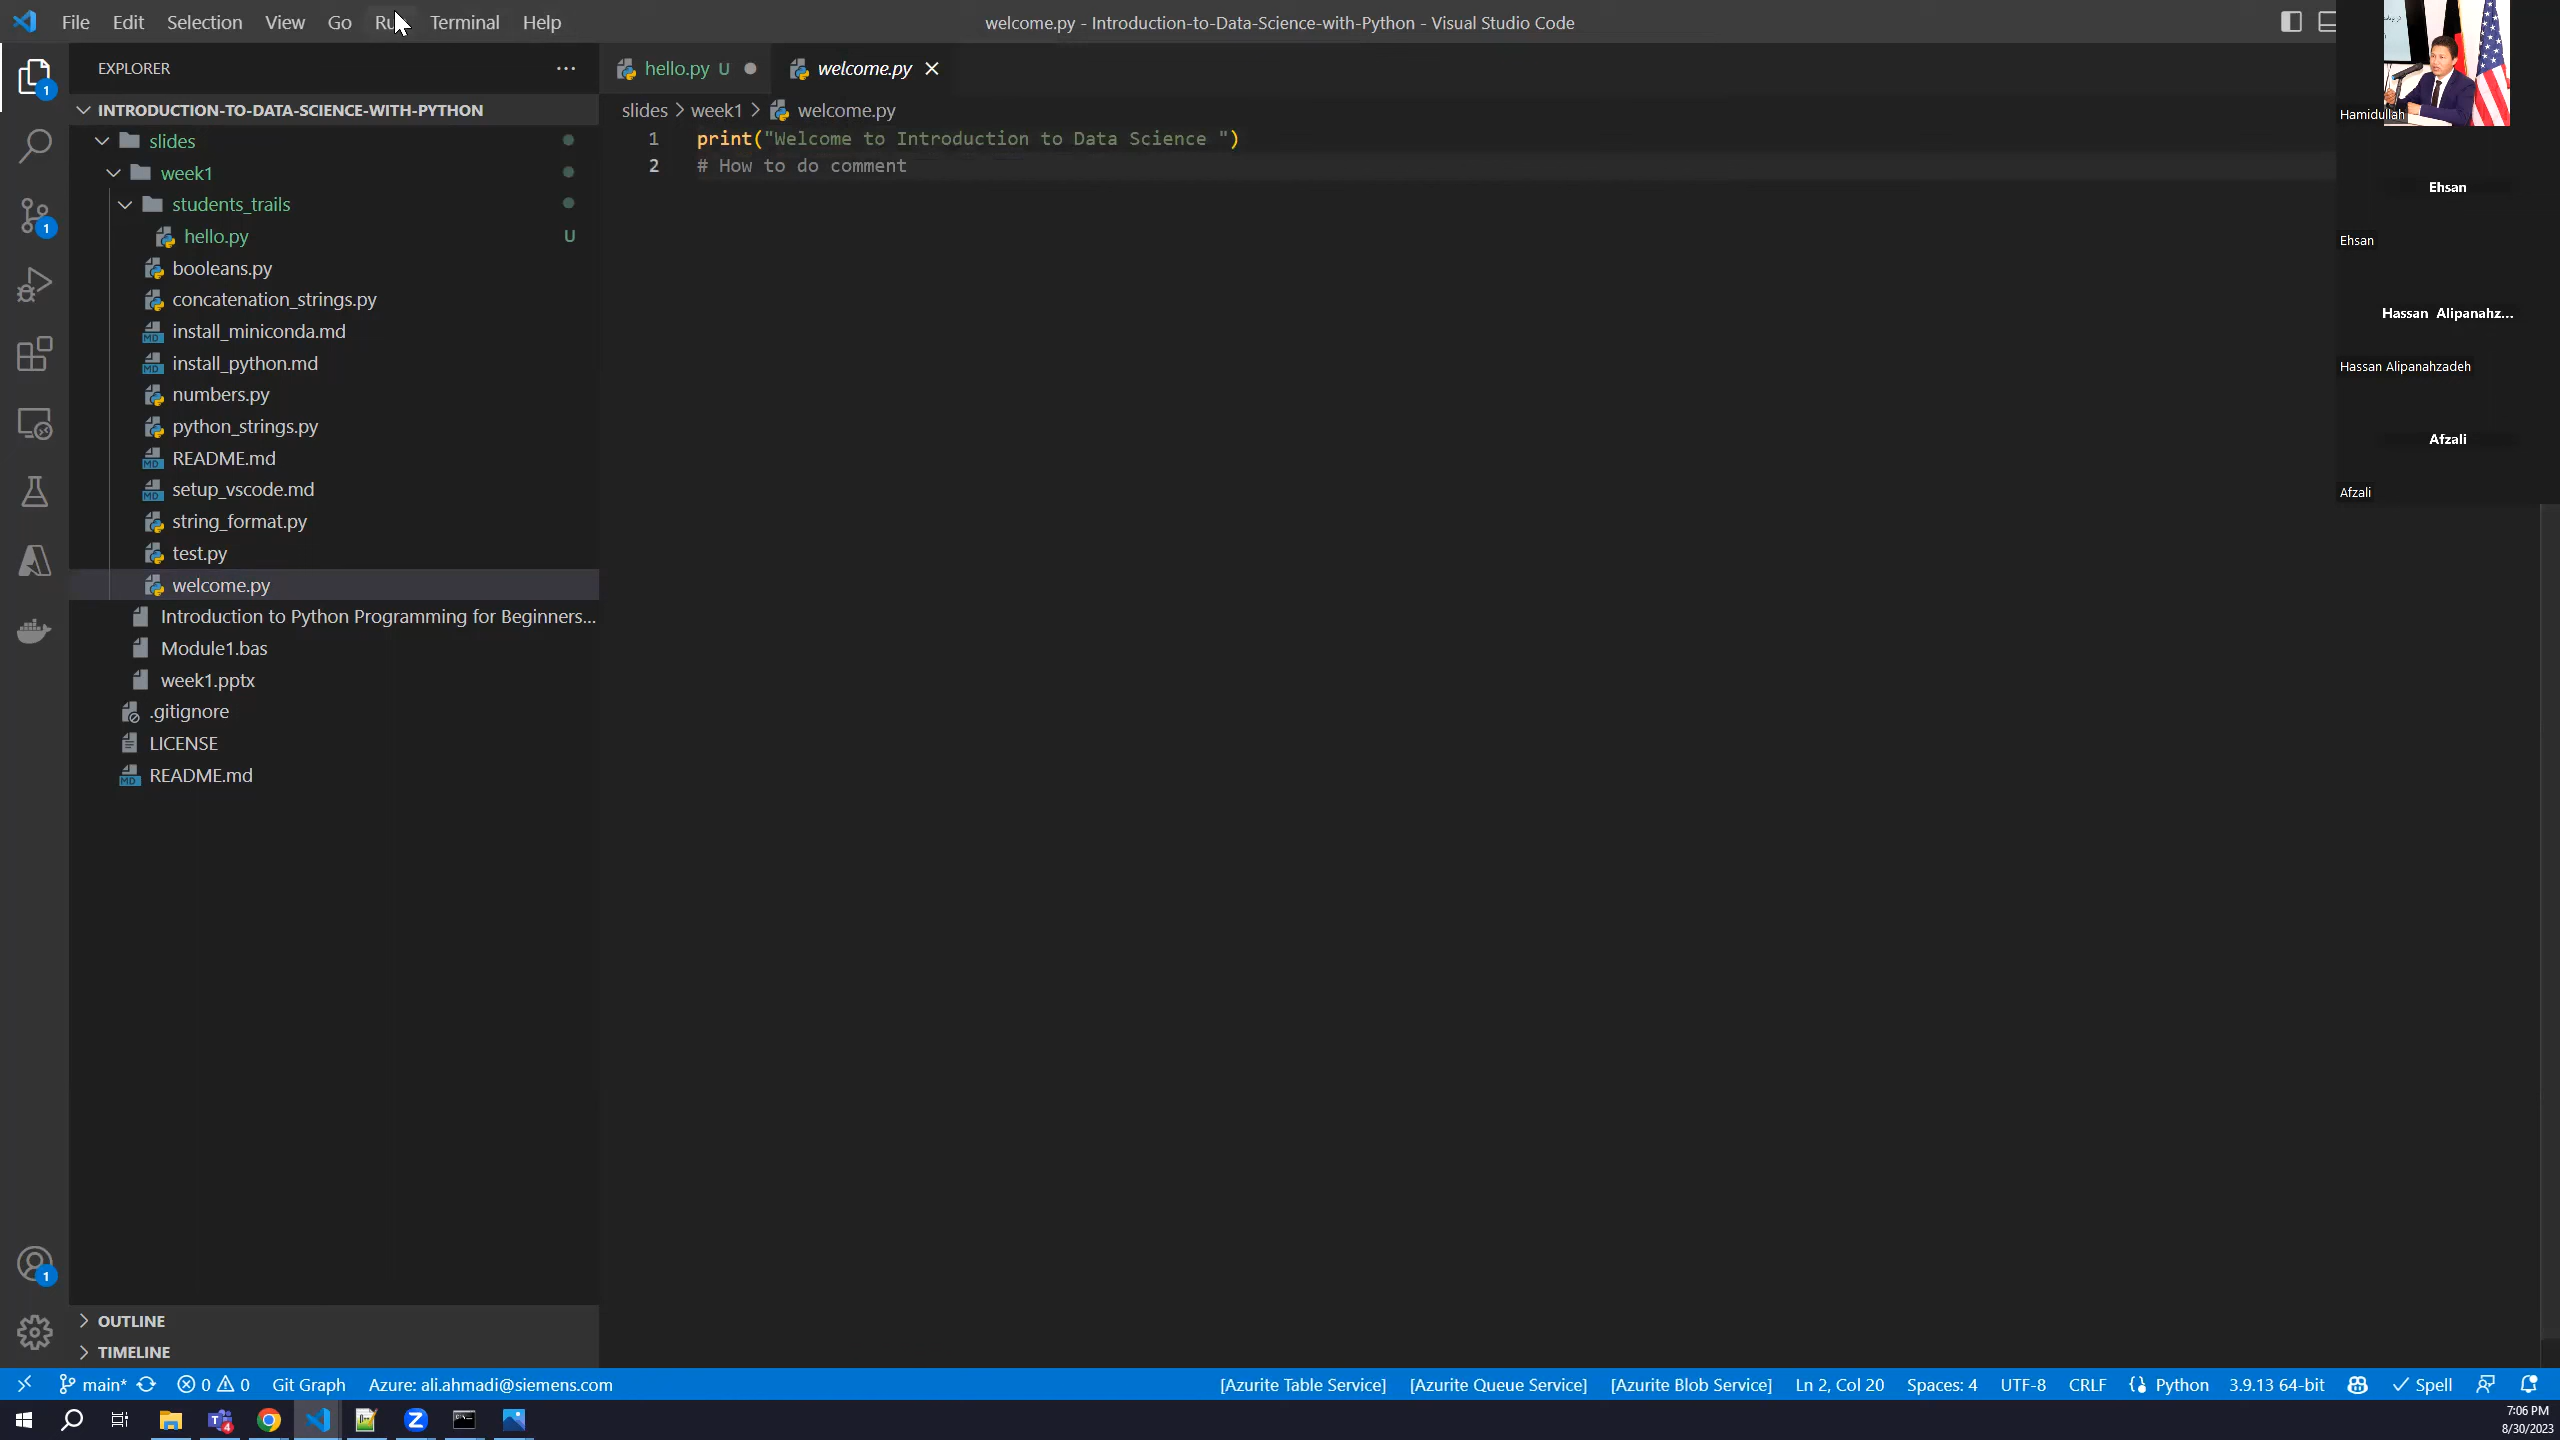 File Edit Selection View Go Ru Terminal Help
welcome.py - Introduction-to-Data-Science-with-Python - Visual Studio Code
EXPLORER
INTRODUCTION-TO-DATA-SCIENCE-WITH-PYTHON
slides
week1
students_trails
hello.py U
booleans.py
concatenation_strings.py
install_miniconda.md
install_python.md
numbers.py
python_strings.py
README.md
setup_vscode.md
string_format.py
test.py
welcome.py
Introduction to Python Programming for Beginners...
Module1.bas
week1.pptx
.gitignore
LICENSE
README.md
OUTLINE
TIMELINE
hello.py U welcome.py
slides > week1 > welcome.py
1 print("Welcome to Introduction to Data Science ")
2 # How to do comment
Hamidullah
Ehsan
Ehsan
Hassan Alipanahz...
Hassan Alipanahzadeh
Afzali
Afzali
main* 0 0 Git Graph Azure: ali.ahmadi@siemens.com [Azurite Table Service] [Azurite Queue Service] [Azurite Blob Service] Ln 2, Col 20 Spaces: 4 UTF-8 CRLF Python 3.9.13 64-bit Spell
7:06 PM
8/30/2023